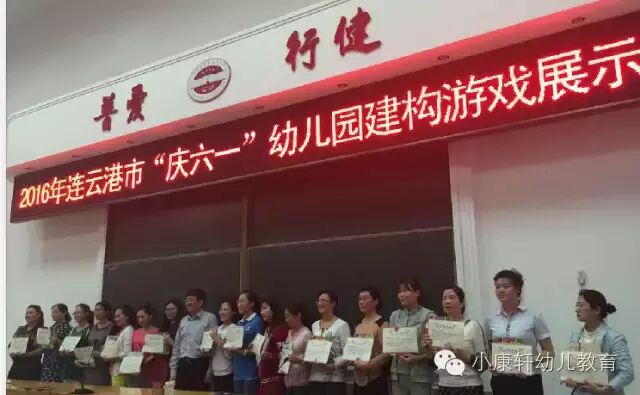 普爱 行健
2016年连云港市“庆六一”幼儿园建构游戏展示
小康轩幼儿教育